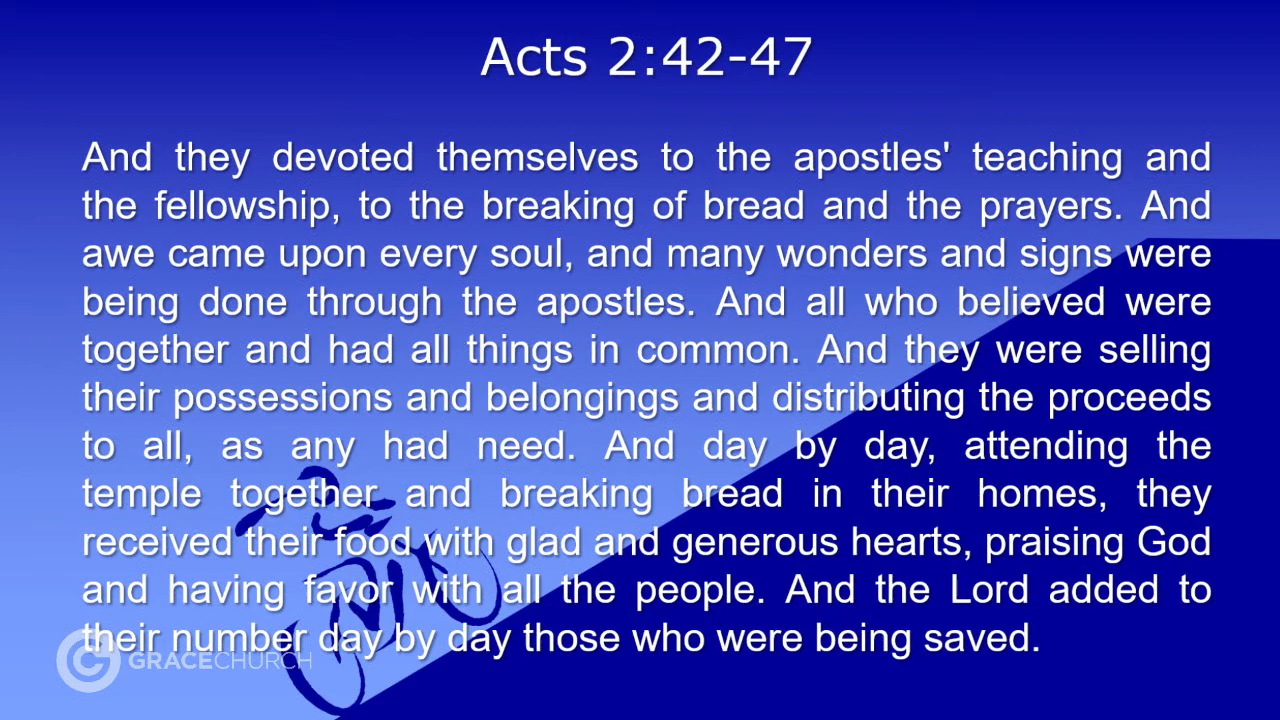 Acts 2:42-47
And they devoted themselves to the apostles' teaching and
the fellowship, to the breaking of bread and the prayers. And
awe came upon every soul, and many wonders and signs were
being done through the apostles. And all who believed were
together and had all things in common. And they were selling
their possessions and belongings and distributing the proceeds
to all, as any had need. And day by day, attending the
temple together and breaking bread in their homes, they
received their food with glad and generous hearts, praising God
and having favor with all the people. And the Lord added to
their number day by day those who were being saved.
GRACECHURCH